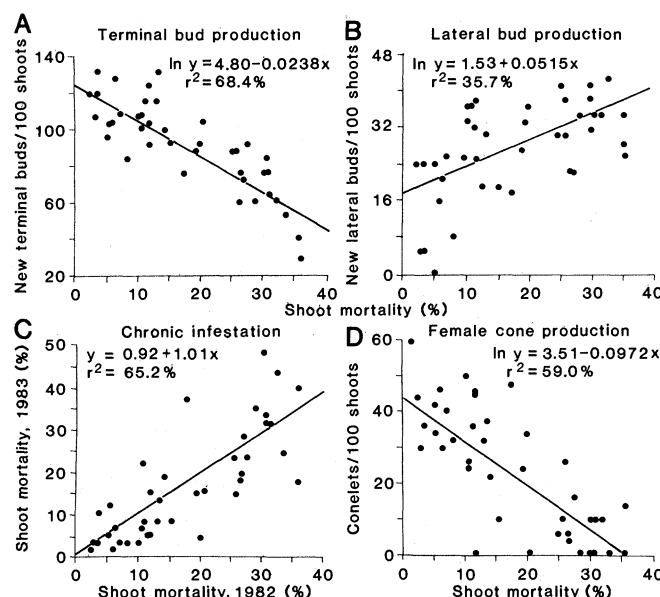 A
Terminal bud production
ln y = 4.80-0.0238x
r2 = 68.4%
New terminal buds/100 shoots
140
100
60
20
0
10
20
30
40
B
Lateral bud production
ln y = 1.53+0.0515x
r2 = 35.7%
New lateral buds/100 shoots
48
32
16
0
0
10
20
30
40
Shoot mortality (%)
C
Chronic infestation
y = 0.92+1.01x
r2 = 65.2%
Shoot mortality, 1983 (%)
50
40
30
20
10
0
0
10
20
30
40
Shoot mortality, 1982 (%)
D
Female cone production
ln y = 3.51-0.0972x
r2 = 59.0%
Conelets/100 shoots
60
40
20
0
0
10
20
30
40
Shoot mortality (%)